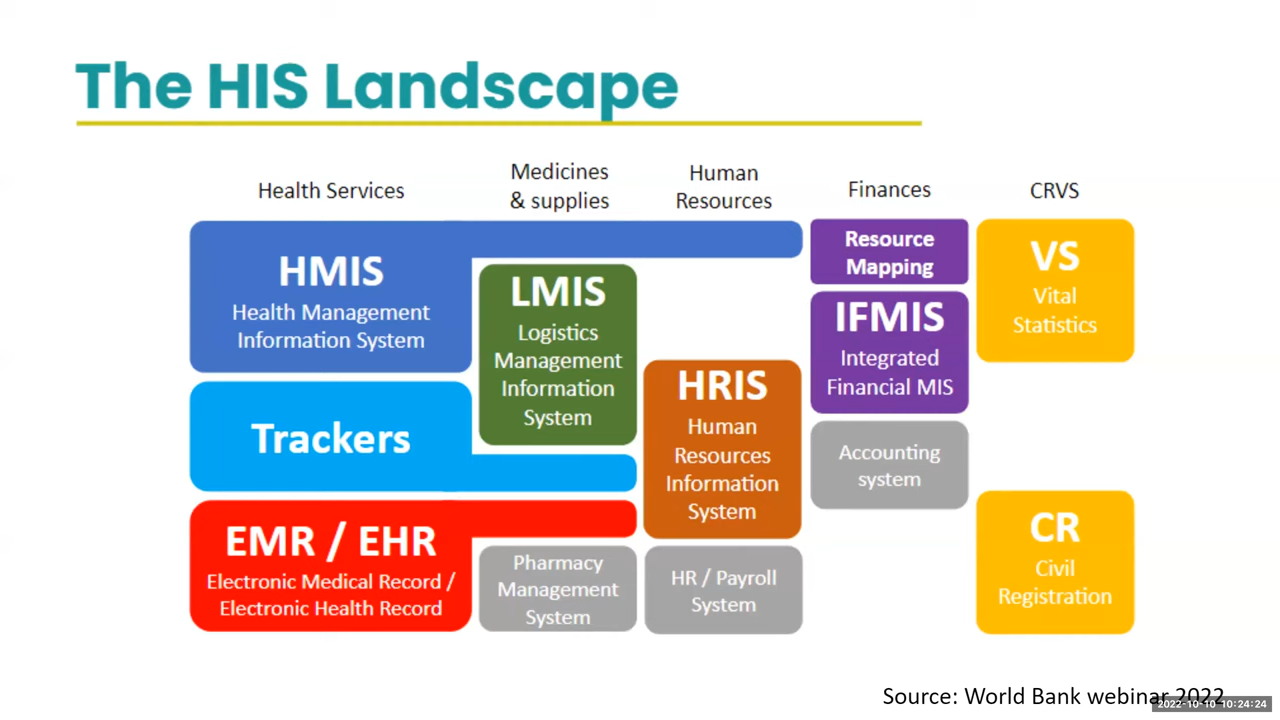 The HIS Landscape
Health Services
Medicines
& supplies
Human
Resources
Finances
CRVS
HMIS
Health Management
Information System
LMIS
Logistics
Management
Information
System
Resource
Mapping
IFMIS
Integrated
Financial MIS
VS
Vital
Statistics
Trackers
HRIS
Human
Resources
Information
System
Accounting
system
EMR / EHR
Electronic Medical Record /
Electronic Health Record
Pharmacy
Management
System
HR / Payroll
System
CR
Civil
Registration
Source: World Bank webinar 2022
2022-10-10 10:24:24